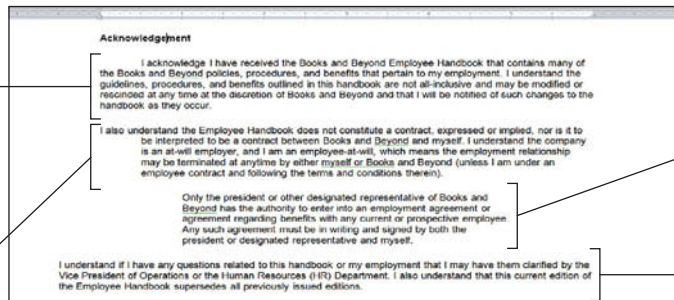 Acknowledgement
I acknowledge I have received the Books and Beyond Employee Handbook that contains many of
the Books and Beyond policies, procedures, and benefits that pertain to my employment. I understand the
guidelines, procedures, and benefits outlined in this handbook are not all-inclusive and may be modified or
rescinded at any time at the discretion of Books and Beyond and that I will be notified of such changes to the
handbook as they occur.
I also understand the Employee Handbook does not constitute a contract, expressed or implied, nor is it to
be interpreted to be a contract between Books and Beyond and myself. I understand the company
is an at-will employer, and I am an employee-at-will, which means the employment relationship
may be terminated at anytime by either myself or Books and Beyond (unless I am under an
employee contract and following the terms and conditions therein).
Only the president or other designated representative of Books and
Beyond has the authority to enter into an employment agreement or
agreement regarding benefits with any current or prospective employee.
Any such agreement must be in writing and signed by both the
president or designated representative and myself.
I understand if I have any questions related to this handbook or my employment that I may have them clarified by the
Vice President of Operations or the Human Resources (HR) Department. I also understand that this current edition of
the Employee Handbook supersedes all previously issued editions.